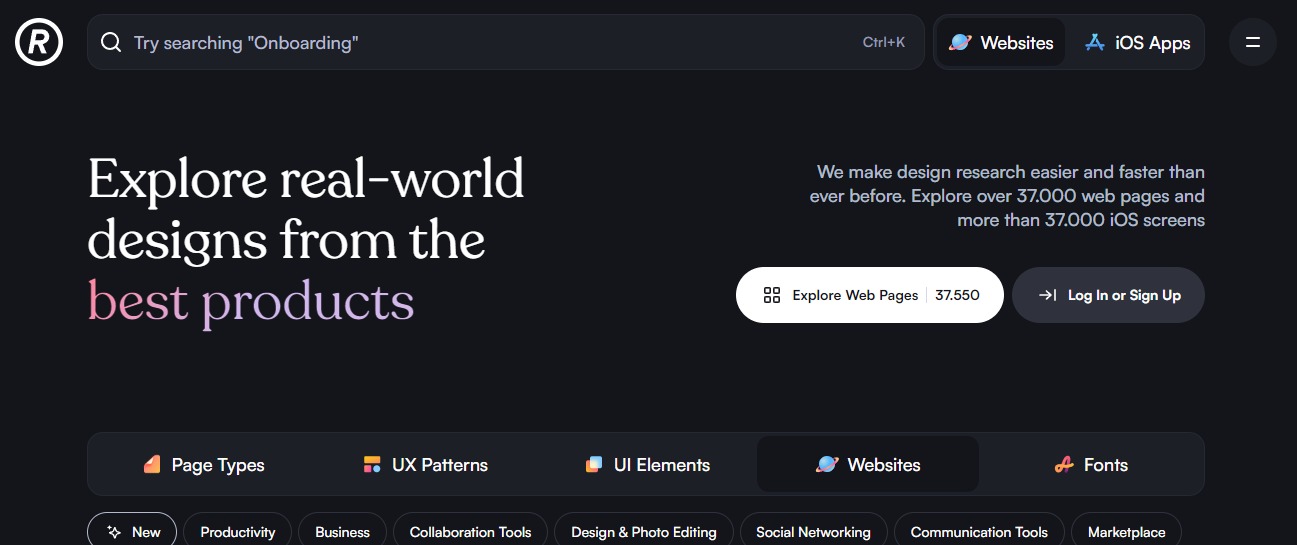 R
Try searching "Onboarding"
Ctrl+K
Websites
iOS Apps
Explore real-world
designs from the
best products
We make design research easier and faster than
ever before. Explore over 37.000 web pages and
more than 37.000 iOS screens
Explore Web Pages 37.550
Log In or Sign Up
Page Types
UX Patterns
UI Elements
Websites
Fonts
New
Productivity
Business
Collaboration Tools
Design & Photo Editing
Social Networking
Communication Tools
Marketplace